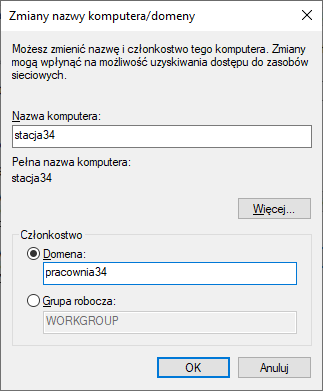 Zmiany nazwy komputera/domeny
Możesz zmienić nazwę i członkostwo tego komputera. Zmiany
mogą wpłynąć na możliwość uzyskiwania dostępu do zasobów
sieciowych.
Nazwa komputera:
stacja34
Pełna nazwa komputera:
stacja34
Więcej...
Członkostwo
Domena:
pracownia34
Grupa robocza:
WORKGROUP
OK
Anuluj